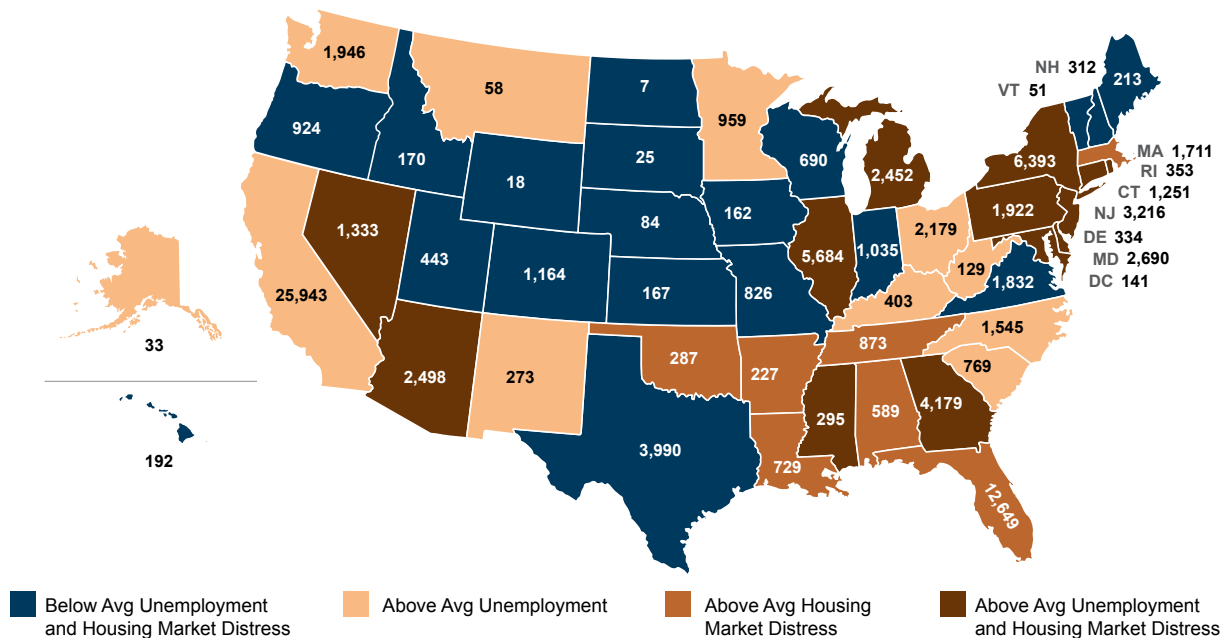 1,946
58
7
959
NH 312
213
VT 51
924
170
18
25
690
2,452
6,393
MA 1,711
RI 353
CT 1,251
NJ 3,216
1,922
DE 334
MD 2,690
DC 141
1,333
443
1,164
84
162
5,684
1,035
2,179
129
1,832
25,943
167
826
403
33
2,498
273
287
227
873
1,545
769
192
3,990
729
295
589
4,179
12,649
Below Avg Unemployment
and Housing Market Distress
Above Avg Unemployment
Above Avg Housing
Market Distress
Above Avg Unemployment
and Housing Market Distress